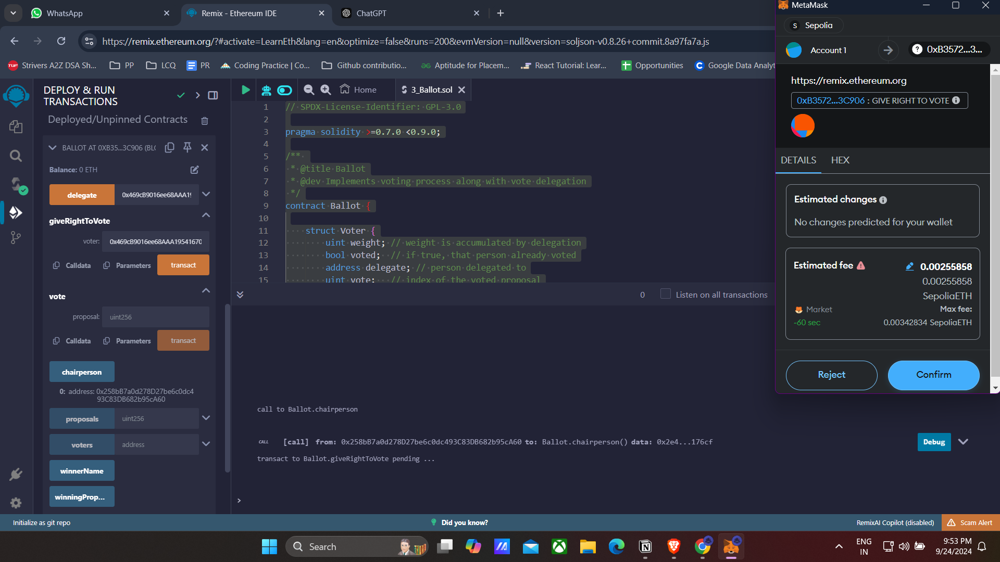 WhatsApp
Remix - Ethereum IDE
ChatGPT
https://remix.ethereum.org/?#activate=LearnEth&lang=en&optimize=false&runs=200&evmVersion=null&version=soljson-v0.8.26+commit.8a97fa7a.js
TUF Strivers A2Z DSA Sh...
PP
LCQ
PR
Coding Practice | Co...
Github contributio...
Aptitude for Placem...
React Tutorial: Lear...
Opportunities
C Google Data Analyt
DEPLOY & RUN
TRANSACTIONS
Deployed/Unpinned Contracts
BALLOT AT 0XB35...3C906 (BLO
Balance: 0 ETH
delegate 0x469cB9016ee68AAA19
giveRightToVote
voter: 0x469cB9016ee68AAA19541670
Calldata Parameters transact
vote
proposal: uint256
Calldata Parameters transact
chairperson
0: address: 0x258bB7a0d278D27be6c0dc4
93C83DB682b95cA60
proposals uint256
voters address
winnerName
winningProp...
Home
3_Ballot.sol
1 // SPDX-License-Identifier: GPL-3.0
2
3 pragma solidity >=0.7.0 <0.9.0;
4
5 /**
6 * @title Ballot
7 * @dev Implements voting process along with vote delegation
8 */
9 contract Ballot {
10
11 struct Voter {
12 uint weight; // weight is accumulated by delegation
13 bool voted; // if true, that person already voted
14 address delegate; // person delegated to
15 uint vote; // index of the voted proposal
0 Listen on all transactions
call to Ballot.chairperson
CALL [call] from: 0x258bB7a0d278D27be6c0dc493C83DB682b95cA60 to: Ballot.chairperson() data: 0x2e4...176cf
Debug
transact to Ballot.giveRightToVote pending ...
>
MetaMask
S Sepolia
Account 1
0xB3572...3...
https://remix.ethereum.org
0xB3572...3C906 : GIVE RIGHT TO VOTE
DETAILS HEX
Estimated changes
No changes predicted for your wallet
Estimated fee 0.00255858
0.00255858
SepoliaETH
Market Max fee:
~60 sec 0.00342834 SepoliaETH
Reject Confirm
Initialize as git repo
Did you know?
RemixAI Copilot (disabled)
Scam Alert
Search
ENG
IN
9:53 PM
9/24/2024